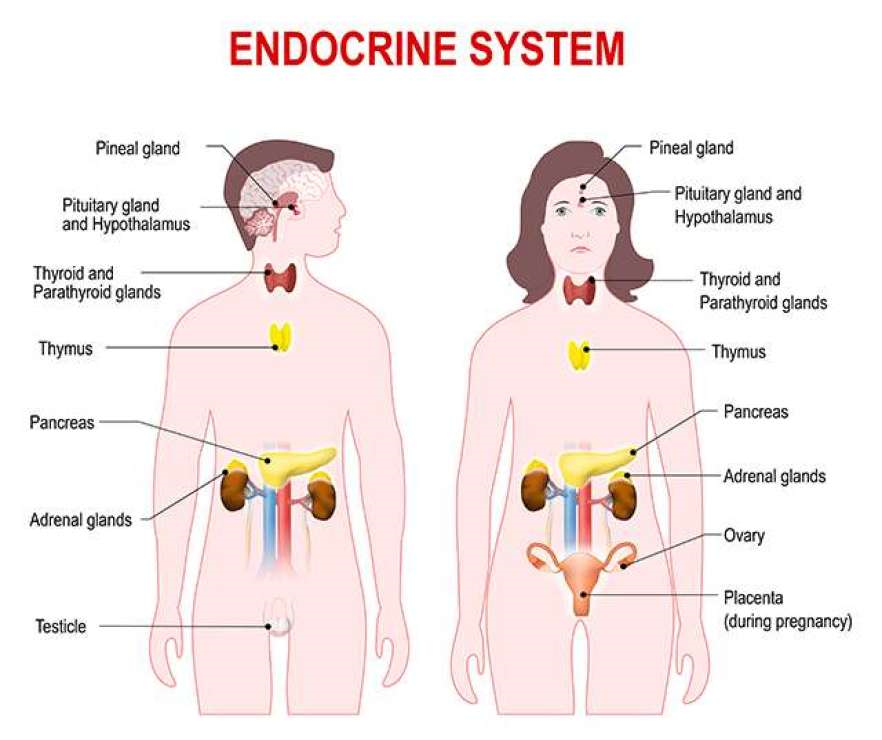 ENDOCRINE SYSTEM
Pineal gland
Pituitary gland
and Hypothalamus
Thyroid and
Parathyroid glands
Thymus
Pancreas
Adrenal glands
Testicle
Pineal gland
Pituitary gland and
Hypothalamus
Thyroid and
Parathyroid glands
Thymus
Pancreas
Adrenal glands
Ovary
Placenta
(during pregnancy)